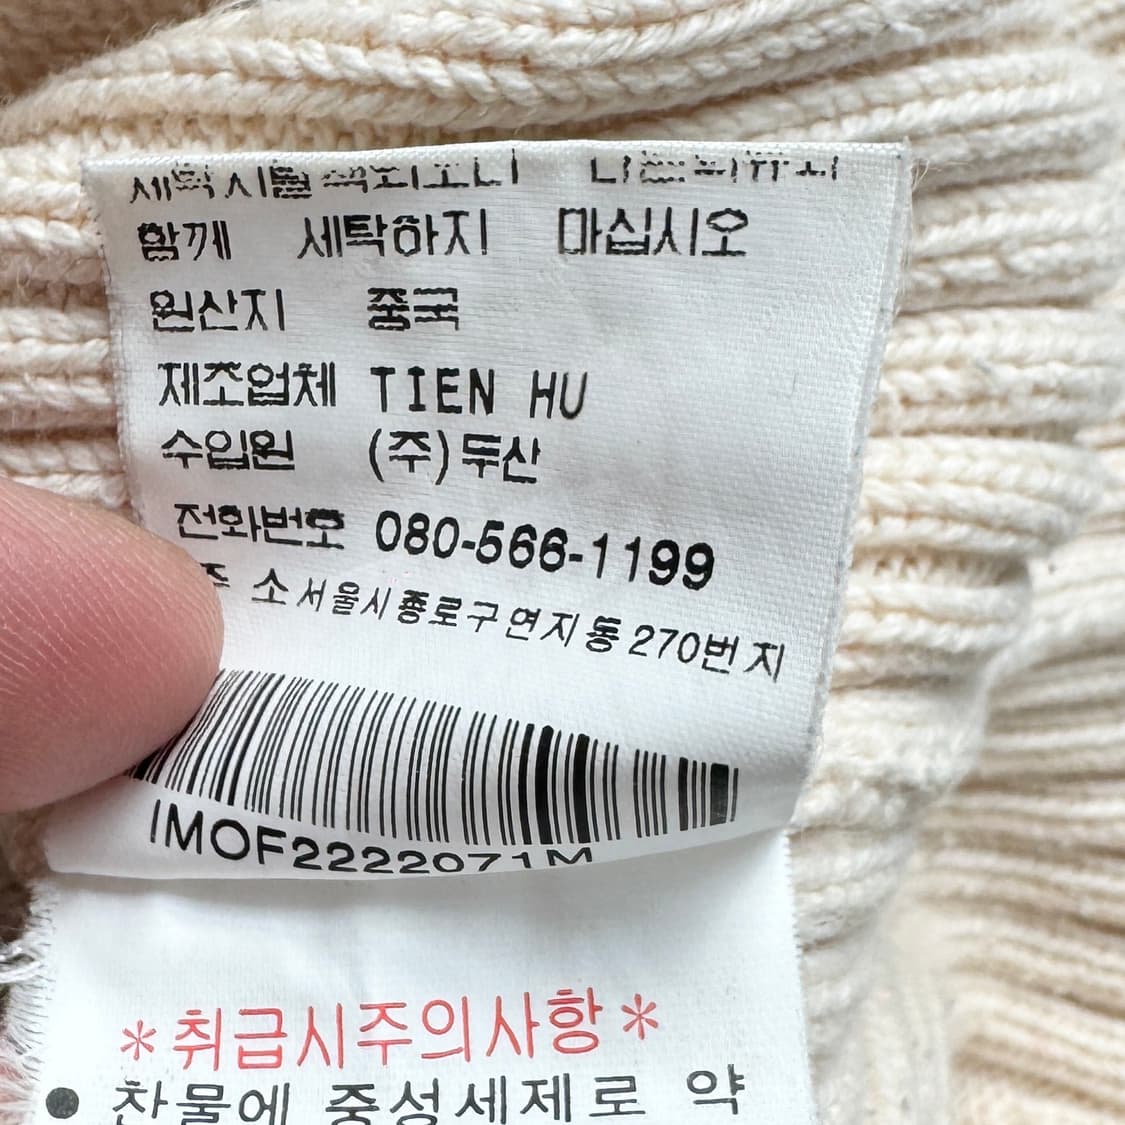 함께 세탁하지 마십시오
원산지 중국
제조업체 TIEN HU
수입원 (주)두산
전화번호 080-566-1199
소 서울시종로구연지동270번지
IMOF2222071M
*취급시주의사항*
● 찬물에 중성세제로 약